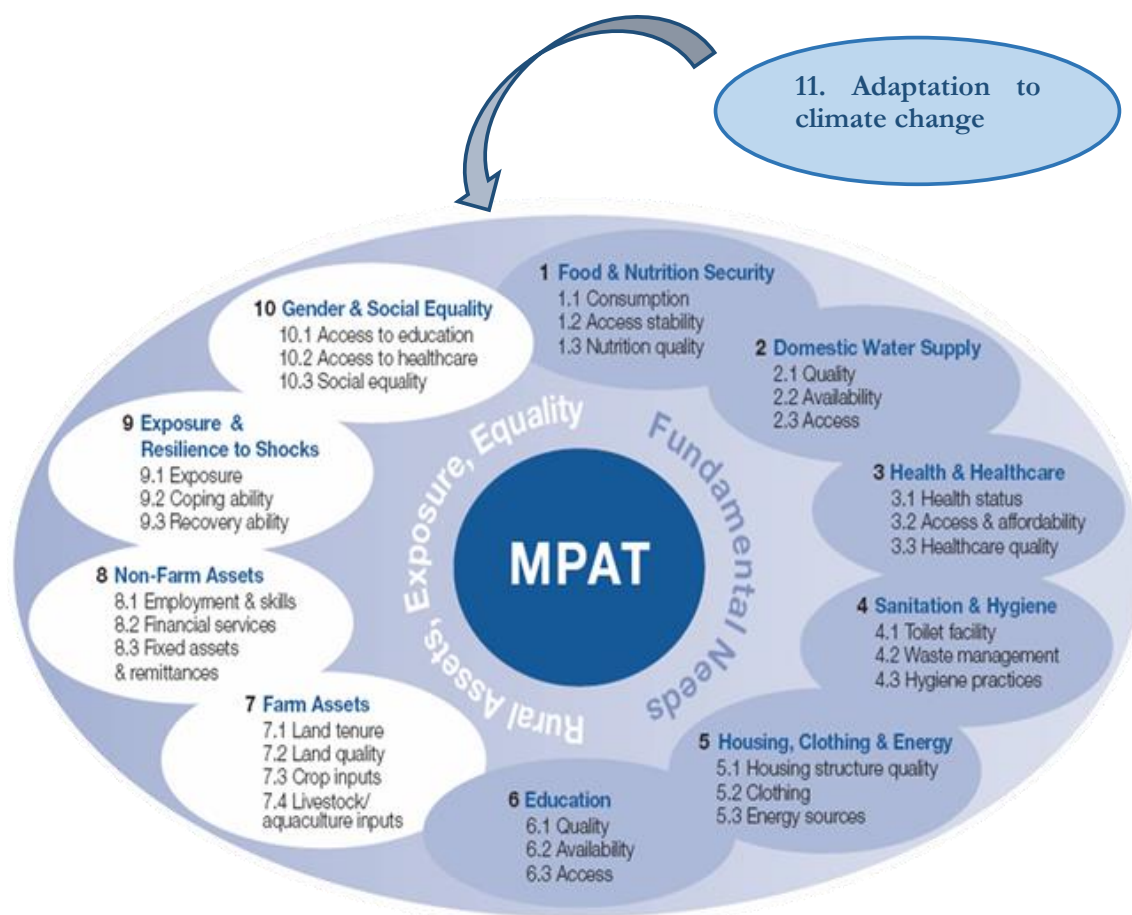 11. Adaptation to
climate change
1 Food & Nutrition Security
1.1 Consumption
1.2 Access stability
1.3 Nutrition quality
2 Domestic Water Supply
2.1 Quality
2.2 Availability
2.3 Access
3 Health & Healthcare
3.1 Health status
3.2 Access & affordability
3.3 Healthcare quality
4 Sanitation & Hygiene
4.1 Toilet facility
4.2 Waste management
4.3 Hygiene practices
5 Housing, Clothing & Energy
5.1 Housing structure quality
5.2 Clothing
5.3 Energy sources
6 Education
6.1 Quality
6.2 Availability
6.3 Access
7 Farm Assets
7.1 Land tenure
7.2 Land quality
7.3 Crop inputs
7.4 Livestock/
aquaculture inputs
8 Non-Farm Assets
8.1 Employment & skills
8.2 Financial services
8.3 Fixed assets
& remittances
9 Exposure &
Resilience to Shocks
9.1 Exposure
9.2 Coping ability
9.3 Recovery ability
10 Gender & Social Equality
10.1 Access to education
10.2 Access to healthcare
10.3 Social equality
Rural Assets, Exposure, Equality
Fundamental Needs
MPAT